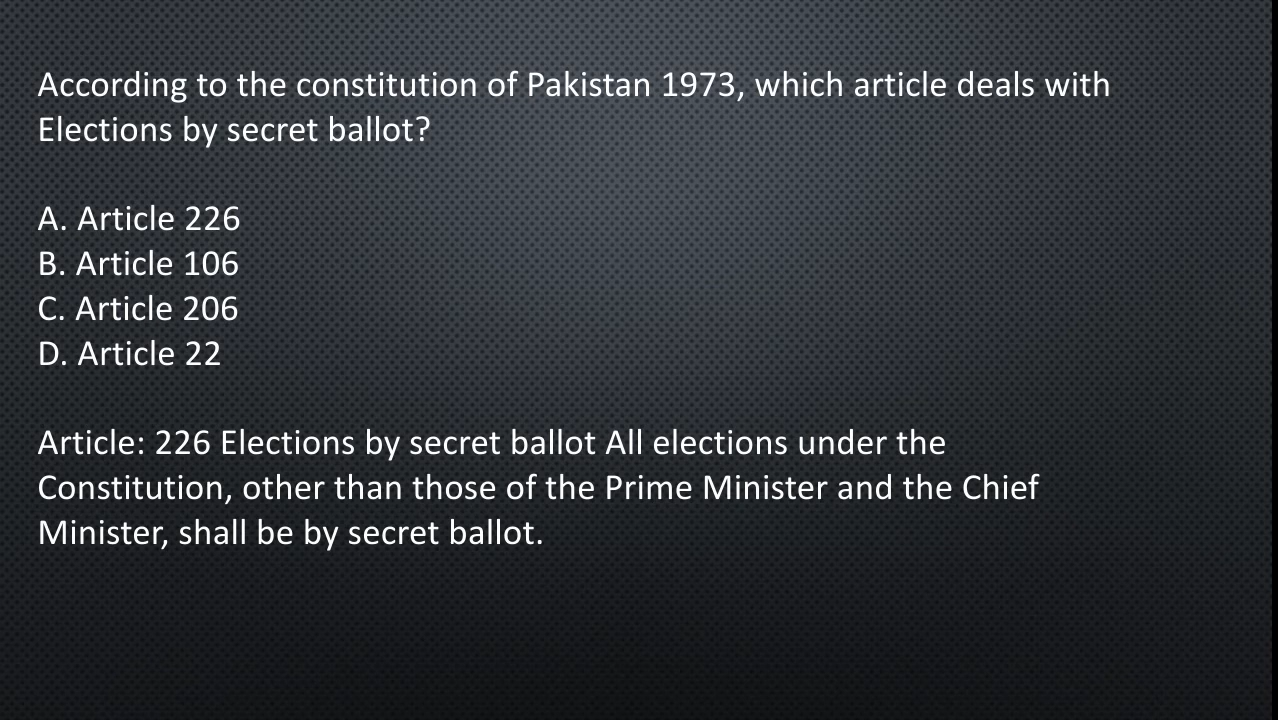 According to the constitution of Pakistan 1973, which article deals with
Elections by secret ballot?
A. Article 226
B. Article 106
C. Article 206
D. Article 22
Article: 226 Elections by secret ballot All elections under the
Constitution, other than those of the Prime Minister and the Chief
Minister, shall be by secret ballot.